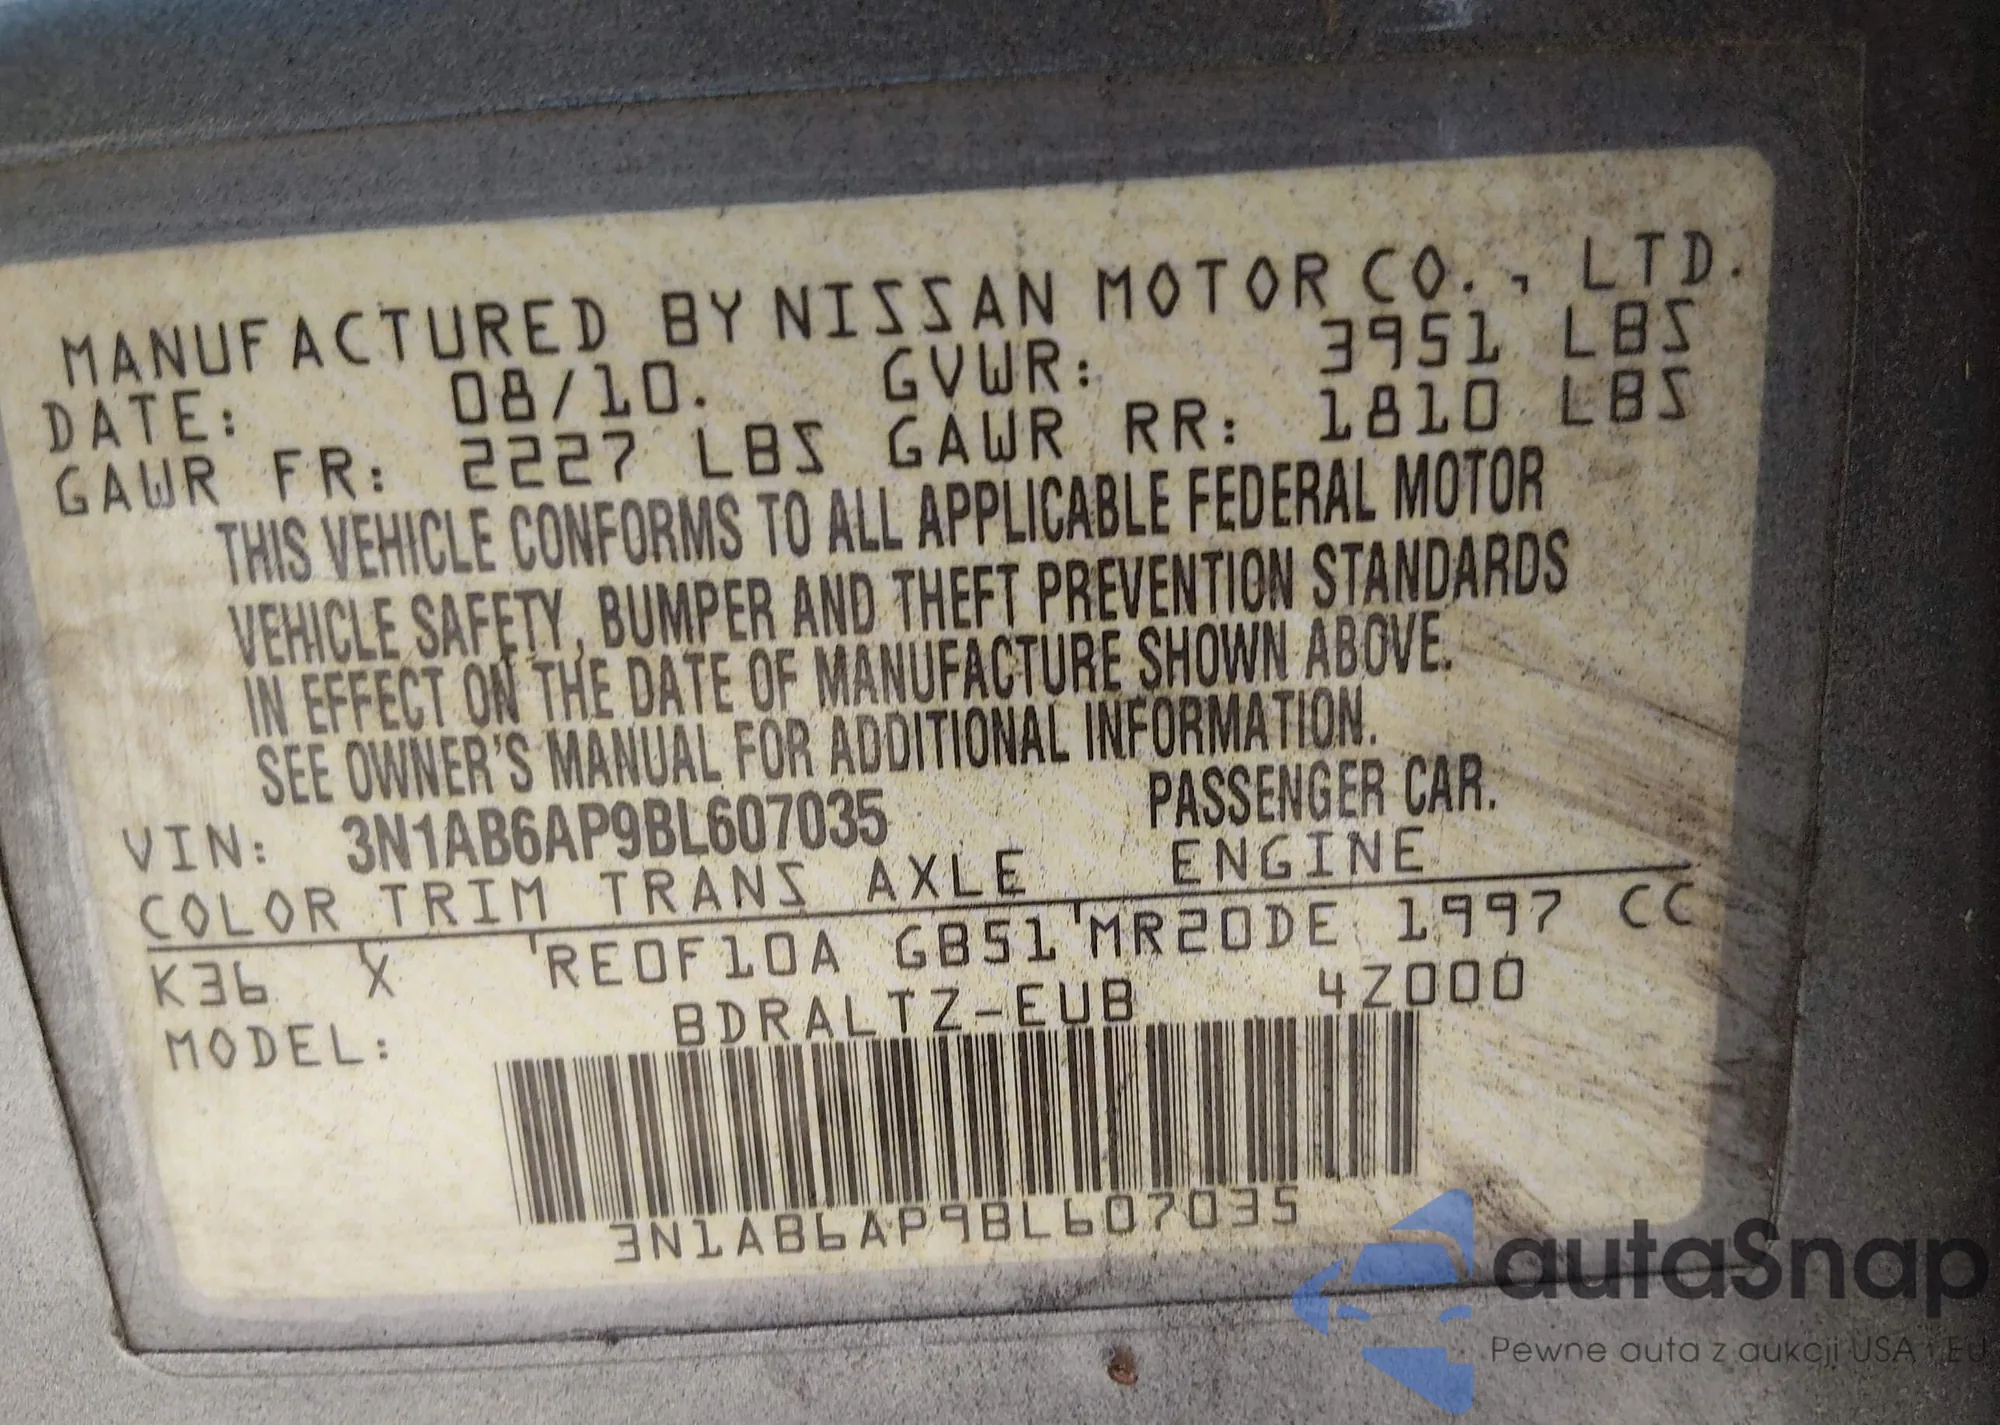 MANUFACTURED BY NISSAN MOTOR CO., LTD.
DATE: 08/10. GVWR: 3951 LBS
GAWR FR: 2227 LBS GAWR RR: 1810 LBS
THIS VEHICLE CONFORMS TO ALL APPLICABLE FEDERAL MOTOR
VEHICLE SAFETY, BUMPER AND THEFT PREVENTION STANDARDS
IN EFFECT ON THE DATE OF MANUFACTURE SHOWN ABOVE.
SEE OWNER'S MANUAL FOR ADDITIONAL INFORMATION.
VIN: 3N1AB6AP9BL607035 PASSENGER CAR.
COLOR TRIM TRANS AXLE ENGINE
K36 X RE0F10A GB51 MR20DE 1997 CC
MODEL: BDRALTZ-EUB 4Z000
3N1AB6AP9BL607035
autaSnap
Pewne auta z aukcji USA i EU